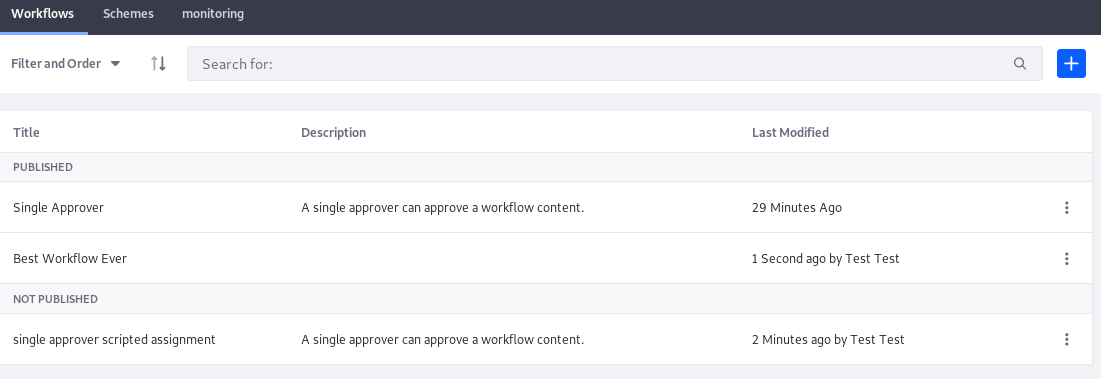 Workflows Schemes monitoring
Filter and Order Search for:
Title Description Last Modified
PUBLISHED
Single Approver A single approver can approve a workflow content. 29 Minutes Ago
Best Workflow Ever 1 Second ago by Test Test
NOT PUBLISHED
single approver scripted assignment A single approver can approve a workflow content. 2 Minutes ago by Test Test